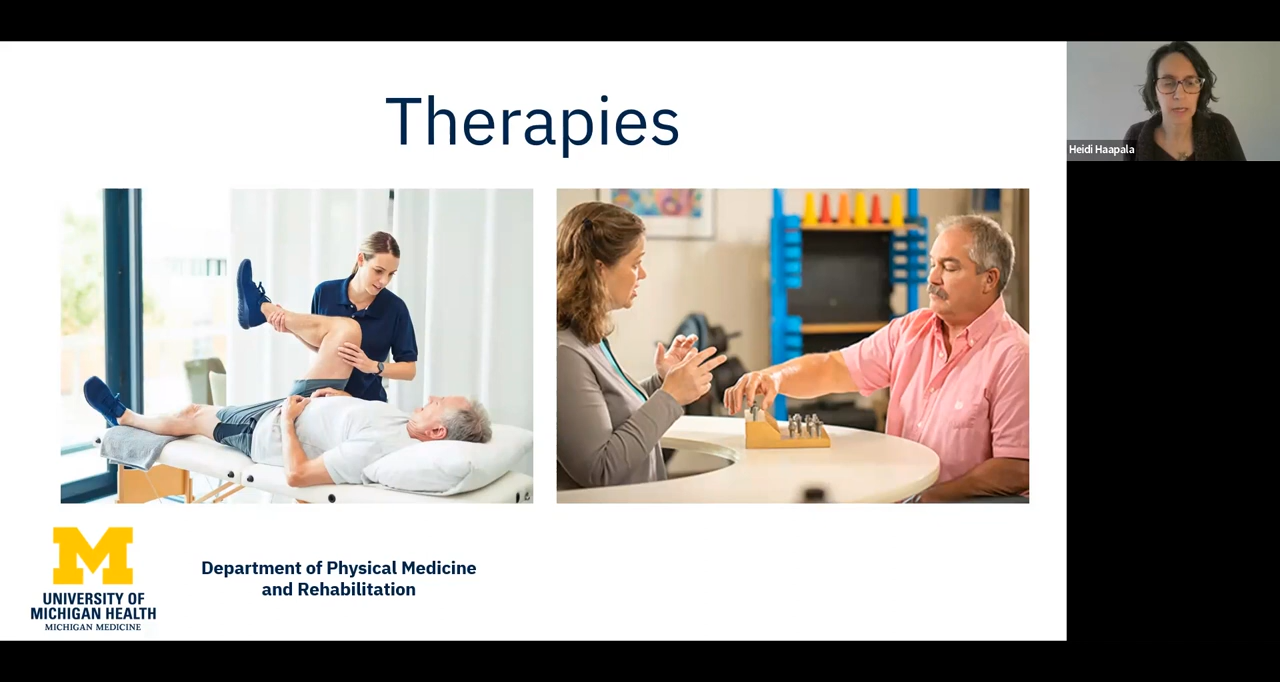 Therapies
Heidi Haapala
Department of Physical Medicine
and Rehabilitation
M
UNIVERSITY OF
MICHIGAN HEALTH
MICHIGAN MEDICINE